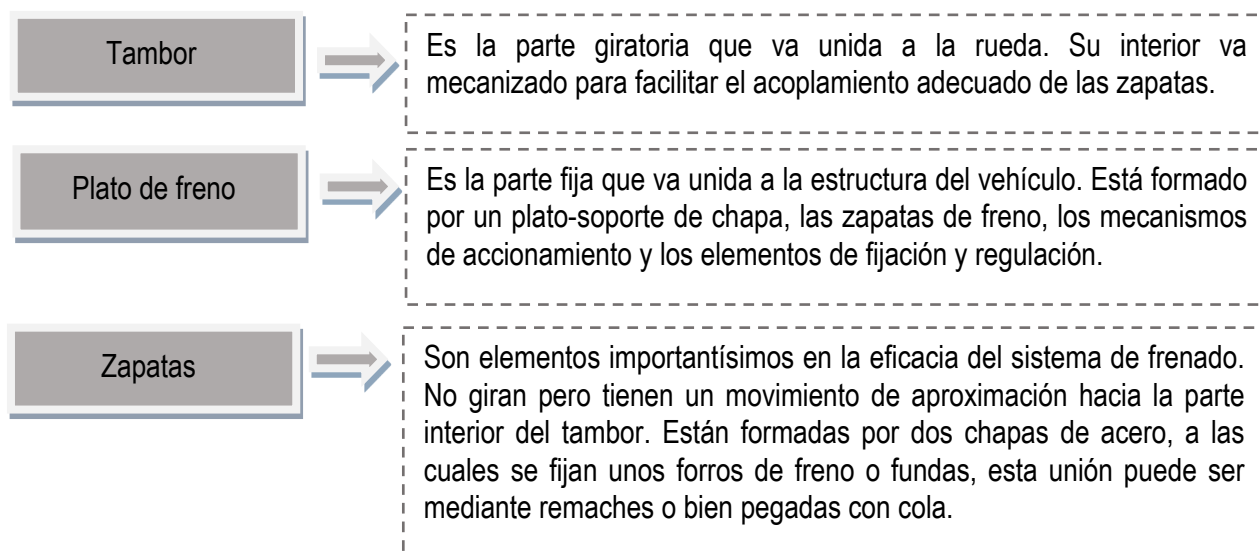 Tambor
Es la parte giratoria que va unida a la rueda. Su interior va
mecanizado para facilitar el acoplamiento adecuado de las zapatas.
Plato de freno
Es la parte fija que va unida a la estructura del vehículo. Está formado
por un plato-soporte de chapa, las zapatas de freno, los mecanismos
de accionamiento y los elementos de fijación y regulación.
Zapatas
Son elementos importantísimos en la eficacia del sistema de frenado.
No giran pero tienen un movimiento de aproximación hacia la parte
interior del tambor. Están formadas por dos chapas de acero, a las
cuales se fijan unos forros de freno o fundas, esta unión puede ser
mediante remaches o bien pegadas con cola.